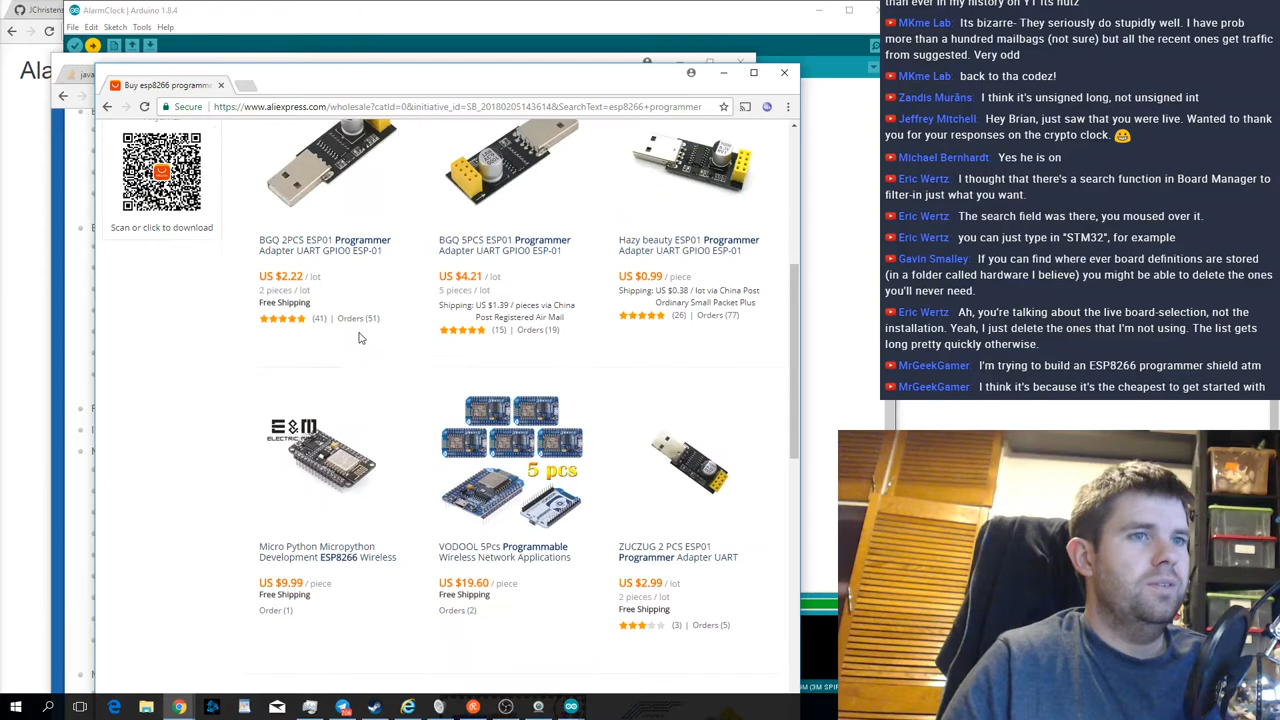 JChristens
AlarmClock | Arduino 1.8.4
File Edit Sketch Tools Help
Ala
java
Buy esp8266 programme
Secure | https://www.aliexpress.com/wholesale?catId=0&initiative_id=SB_20180205143614&SearchText=esp8266+programmer
Scan or click to download
BGQ 2PCS ESP01 Programmer
Adapter UART GPIO0 ESP-01
US $2.22 / lot
2 pieces / lot
Free Shipping
(41) | Orders (51)
BGQ 5PCS ESP01 Programmer
Adapter UART GPIO0 ESP-01
US $4.21 / lot
5 pieces / lot
Shipping: US $1.39 / pieces via China
Post Registered Air Mail
(15) | Orders (19)
Hazy beauty ESP01 Programmer
Adapter UART GPIO0 ESP-01
US $0.99 / piece
Shipping: US $0.38 / lot via China Post
Ordinary Small Packet Plus
(26) | Orders (77)
E&M
5 pcs
Micro Python Micropython
Development ESP8266 Wireless
US $9.99 / piece
Free Shipping
Order (1)
VODOOL 5Pcs Programmable
Wireless Network Applications
US $19.60 / piece
Free Shipping
Orders (2)
ZUCZUG 2 PCS ESP01
Programmer Adapter UART
US $2.99 / lot
2 pieces / lot
Free Shipping
(3) | Orders (5)
than ever in my history on YT its nutz
MKme Lab Its bizarre- They seriously do stupidly well. I have prob.
more than a hundred mailbags (not sure) but all the recent ones get traffic
from suggested. Very odd
MKme Lab back to tha codez!
Zandis Murāns I think it's unsigned long, not unsigned int
Jeffrey Mitchell Hey Brian, just saw that you were live. Wanted to thank
you for your responses on the crypto clock.
Michael Bernhardt Yes he is on
Eric Wertz I thought that there's a search function in Board Manager to
filter-in just what you want.
Eric Wertz The search field was there, you moused over it.
Eric Wertz you can just type in "STM32", for example
Gavin Smalley If you can find where ever board definitions are stored
(in a folder called hardware I believe) you might be able to delete the ones
you'll never need.
Eric Wertz Ah, you're talking about the live board-selection, not the
installation. Yeah, I just delete the ones that I'm not using. The list gets
long pretty quickly otherwise.
MrGeekGamer I'm trying to build an ESP8266 programmer shield atm
MrGeekGamer I think it's because it's the cheapest to get started with